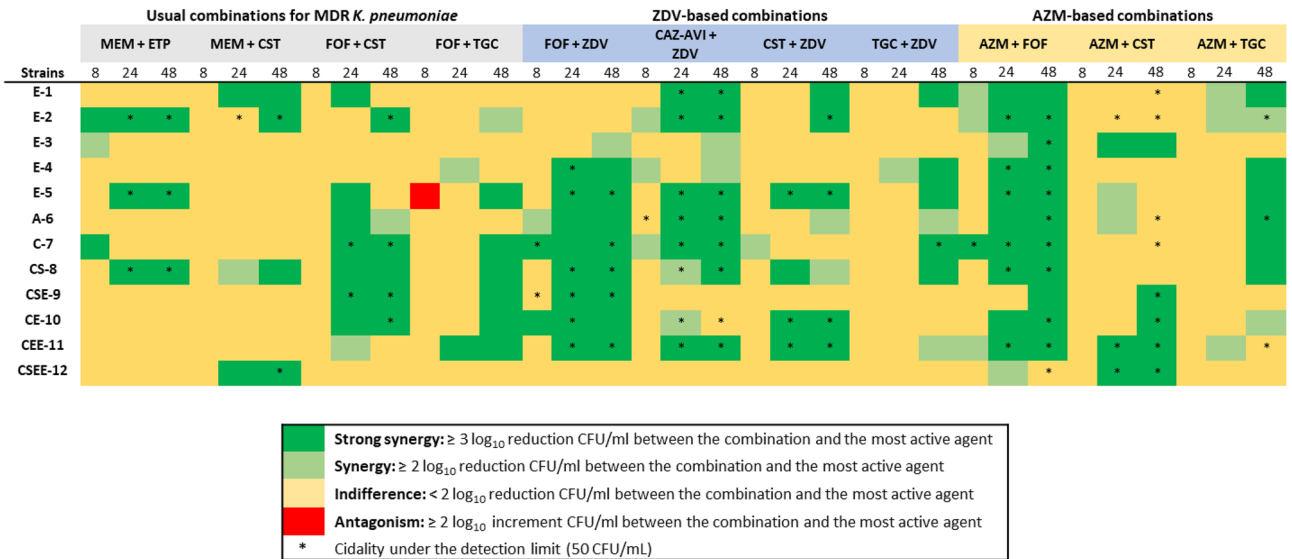 Usual combinations for MDR K. pneumoniae ZDV-based combinations AZM-based combinations
MEM + ETP MEM + CST FOF + CST FOF + TGC FOF + ZDV CAZ-AVI + ZDV CST + ZDV TGC + ZDV AZM + FOF AZM + CST AZM + TGC
Strains 8 24 48 8 24 48 8 24 48 8 24 48 8 24 48 8 24 48 8 24 48 8 24 48 8 24 48 8 24 48 8 24 48
E-1 * * *
E-2 * * * * * * * * * * * * *
E-3 *
E-4 * * *
E-5 * * * * * * * * * *
A-6 * * * * * *
C-7 * * * * * * * * * * *
CS-8 * * * * * * * *
CSE-9 * * * * * *
CE-10 * * * * * * * *
CEE-11 * * * * * * * * * * *
CSEE-12 * * * *
Strong synergy: ≥ 3 log10 reduction CFU/ml between the combination and the most active agent
Synergy: ≥ 2 log10 reduction CFU/ml between the combination and the most active agent
Indifference: < 2 log10 reduction CFU/ml between the combination and the most active agent
Antagonism: ≥ 2 log10 increment CFU/ml between the combination and the most active agent
* Cidality under the detection limit (50 CFU/mL)